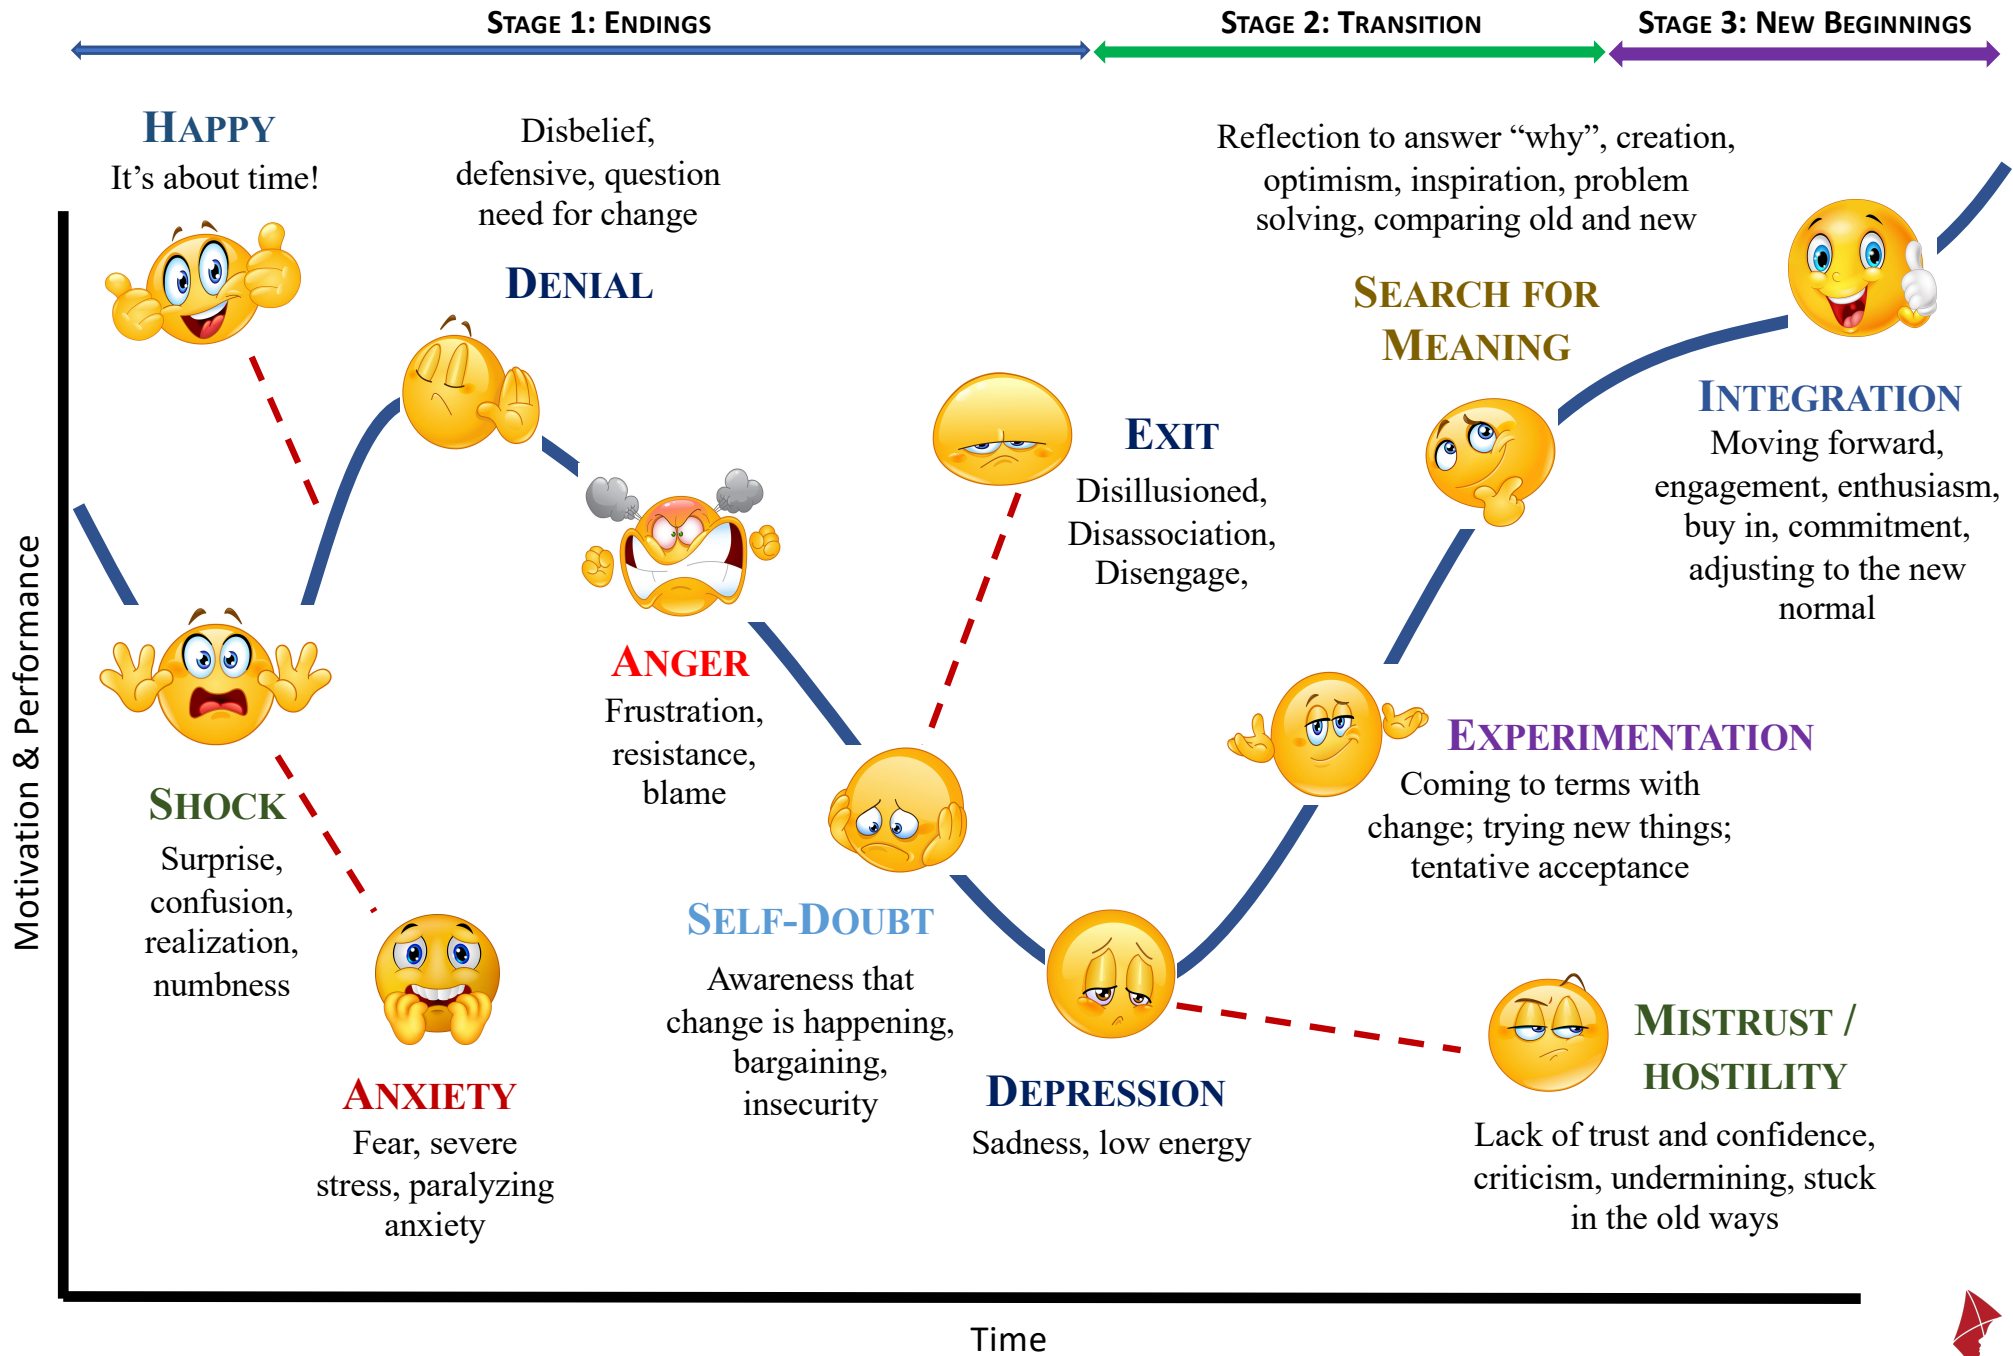 STAGE 1: ENDINGS
STAGE 2: TRANSITION
STAGE 3: NEW BEGINNINGS
HAPPY
It’s about time!
Disbelief,
defensive, question
need for change
DENIAL
Reflection to answer “why”, creation,
optimism, inspiration, problem
solving, comparing old and new
SEARCH FOR
MEANING
INTEGRATION
Moving forward,
engagement, enthusiasm,
buy in, commitment,
adjusting to the new
normal
EXIT
Disillusioned,
Disassociation,
Disengage,
ANGER
Frustration,
resistance,
blame
EXPERIMENTATION
Coming to terms with
change; trying new things;
tentative acceptance
SHOCK
Surprise,
confusion,
realization,
numbness
SELF-DOUBT
Awareness that
change is happening,
bargaining,
insecurity
ANXIETY
Fear, severe
stress, paralyzing
anxiety
DEPRESSION
Sadness, low energy
MISTRUST /
HOSTILITY
Lack of trust and confidence,
criticism, undermining, stuck
in the old ways
Motivation & Performance
Time